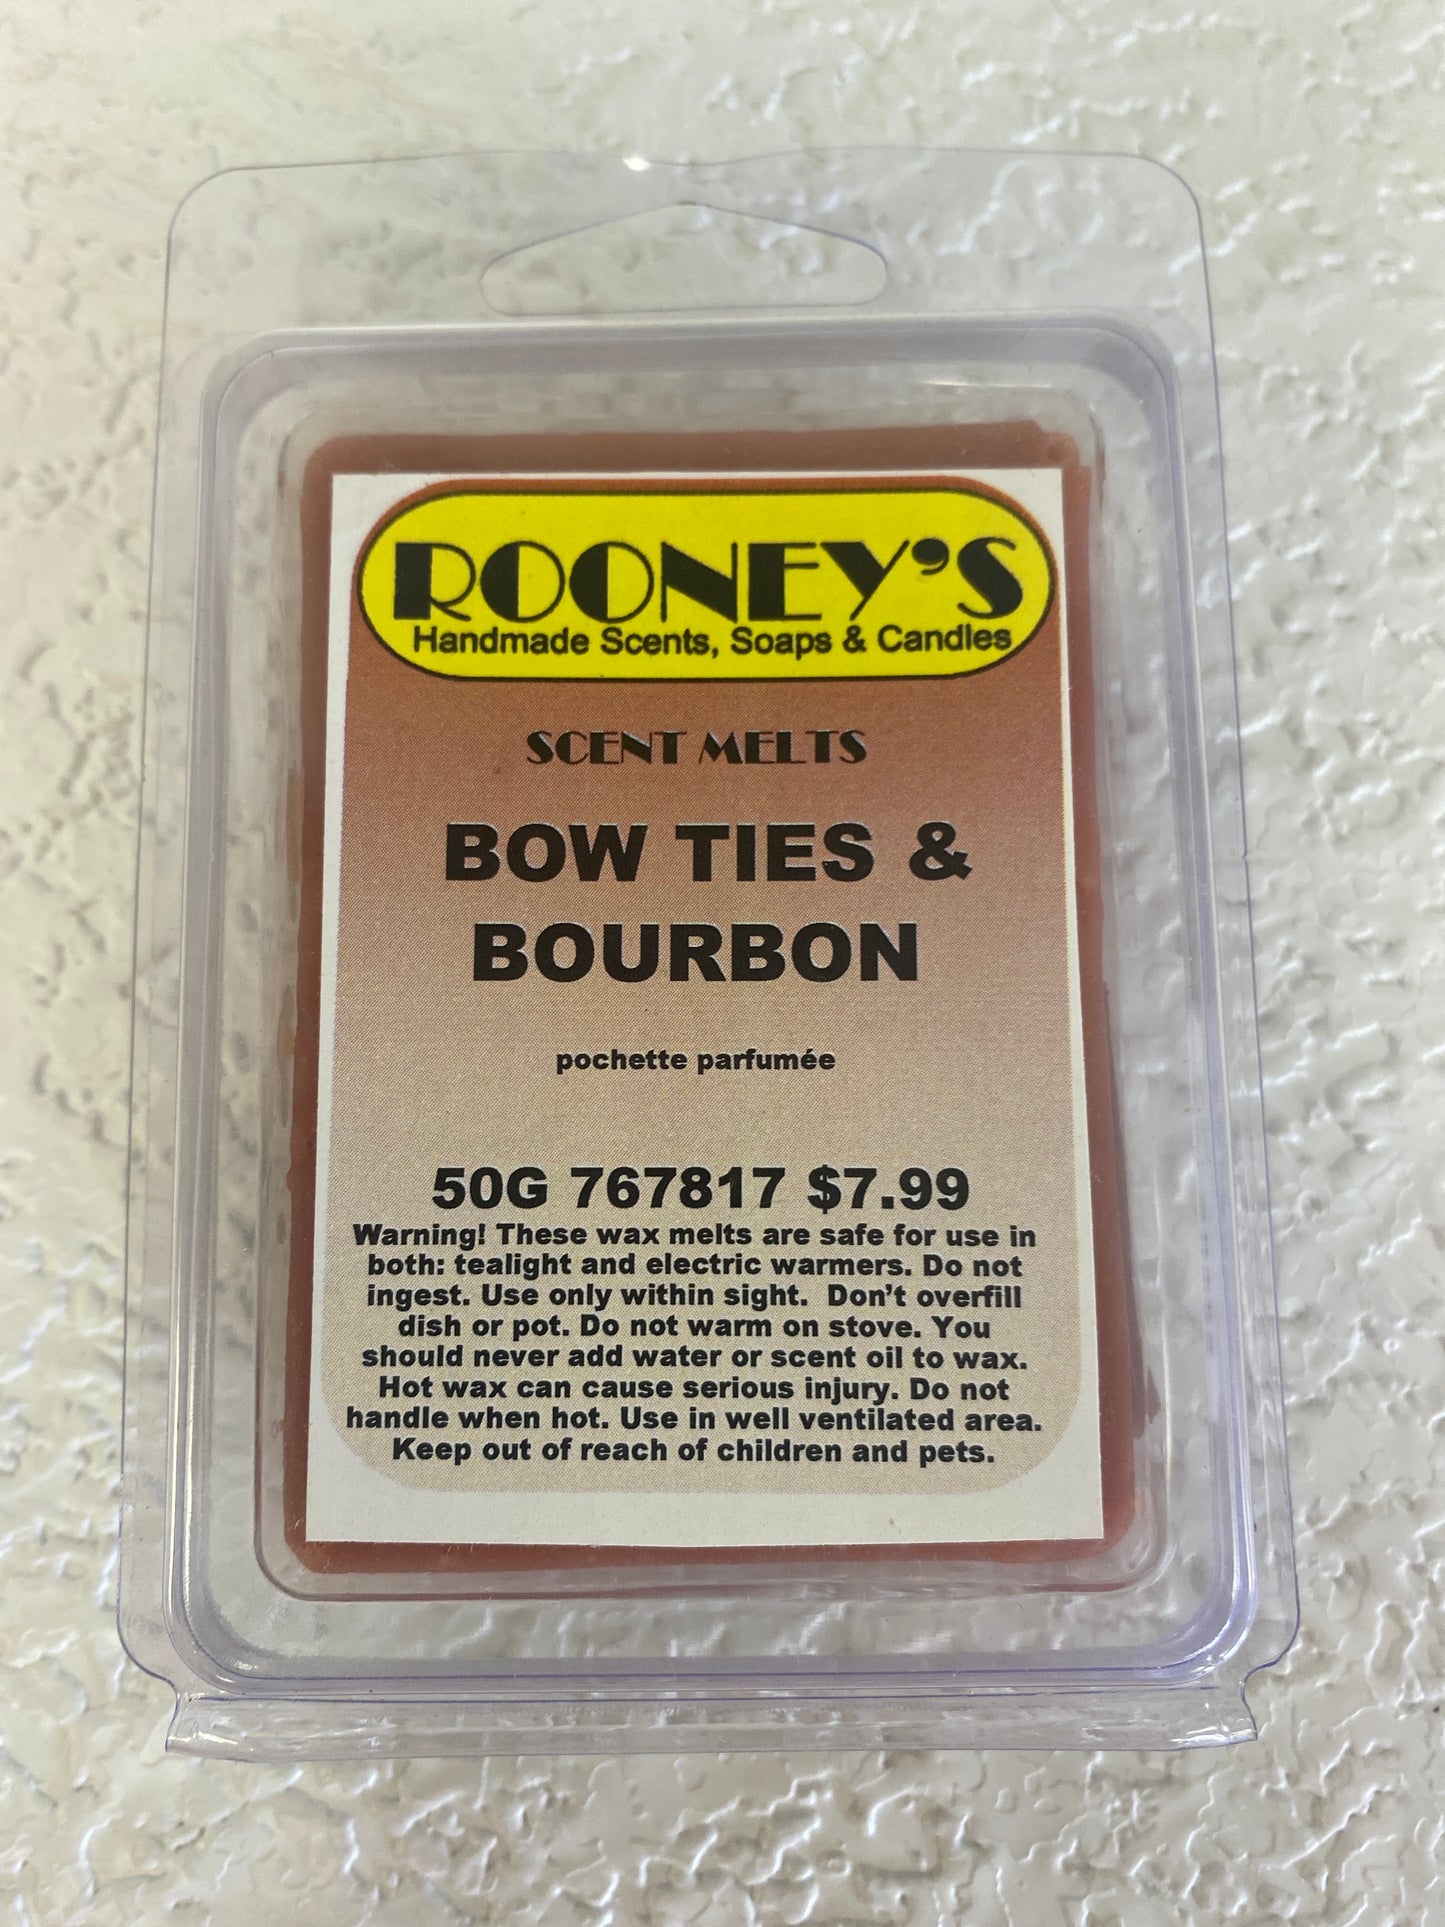 ROONEY'S
Handmade Scents, Soaps & Candles
SCENT MELTS
BOW TIES &
BOURBON
pochette parfumée
50G 767817 $7.99
Warning! These wax melts are safe for use in
both: tealight and electric warmers. Do not
ingest. Use only within sight.  Don't overfill
dish or pot. Do not warm on stove. You
should never add water or scent oil to wax.
Hot wax can cause serious injury. Do not
handle when hot. Use in well ventilated area.
Keep out of reach of children and pets.